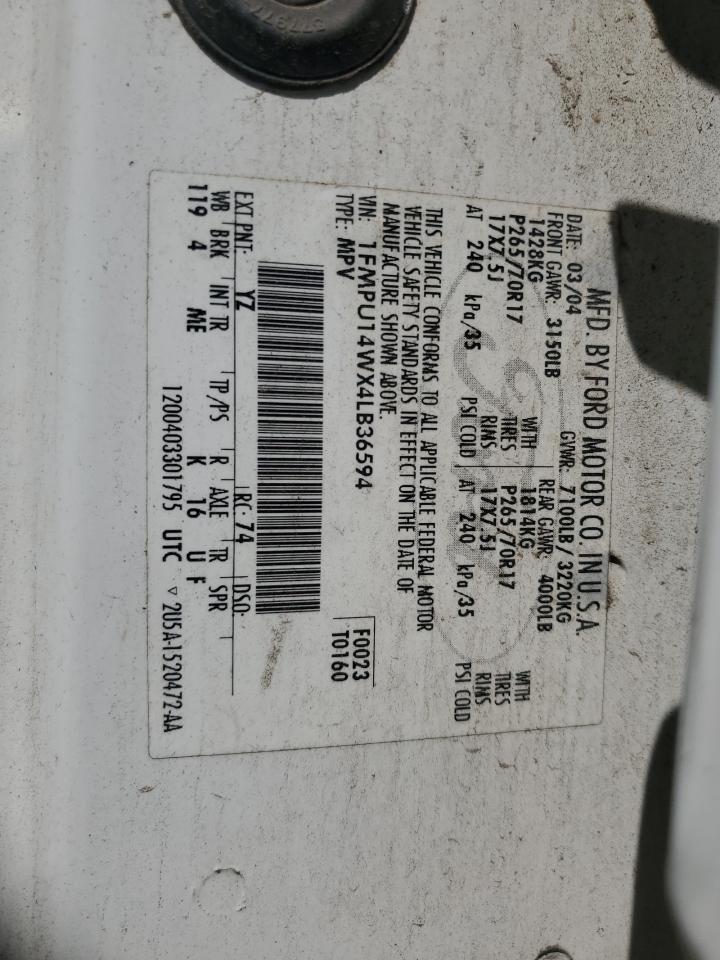 MFD. BY FORD MOTOR CO. IN U.S.A.
DATE: 03/04 GVWR: 7100LB / 3220KG
FRONT GAWR: 3150LB REAR GAWR: 4000LB
1428KG WITH 1814KG WITH
P265/70R17 TIRES P265/70R17 TIRES
17X7.5J RIMS 17X7.5J RIMS
AT 240 kPa/35 PSI COLD AT 240 kPa/35 PSI COLD
THIS VEHICLE CONFORMS TO ALL APPLICABLE FEDERAL MOTOR
VEHICLE SAFETY STANDARDS IN EFFECT ON THE DATE OF
MANUFACTURE SHOWN ABOVE.
VIN: 1FMPU14WX4LB36594 F0023
TYPE: MPV T0160
EXT PNT: YZ RC: 74 DSO:
WB BRK INT TR TP/PS R AXLE TR SPR
119 4 ME K 16 U F
1200403301795 UTC ▽ 2U5A-1520472-AA